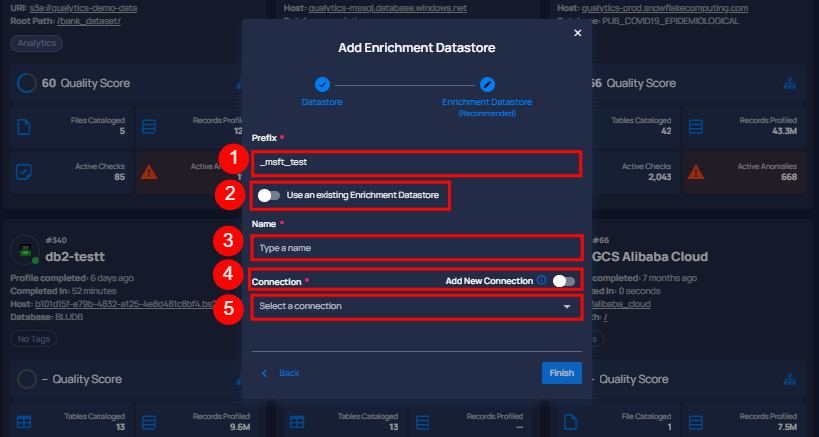 URI: s3a://qualytics-demo-data
Root Path: /bank_dataset/
Analytics
60 Quality Score
Files Cataloged
5
Records Profiled
12
Active Checks
85
Active An
1
Host: qualytics-mssql.database.windows.net
Host: qualytics-prod.snowflakecomputing.com
Database: PUB_COVID19_EPIDEMIOLOGICAL
66 Quality Score
Tables Cataloged
42
Records Profiled
43.3M
Active Checks
2,043
Active Anomalies
668
Add Enrichment Datastore
Datastore
Enrichment Datastore
(Recommended)
Prefix *
1
_msft_test
2
Use an existing Enrichment Datastore
Name *
3
Type a name
4
Connection *
Add New Connection
5
Select a connection
Back
Finish
#340
db2-testt
Profile completed: 6 days ago
Completed In: 52 minutes
Host: b101d15f-e79b-4832-a125-4e8d481c8bf4.bs2
Database: BLUDB
No Tags
– Quality Score
Tables Cataloged
13
Records Profiled
9.6M
Tables Cataloged
13
Records Profiled
--
#66
GCS Alibaba Cloud
completed: 7 months ago
In: 0 seconds
/alibaba_cloud
th: /
– Quality Score
File Cataloged
1
Records Profiled
7.5M